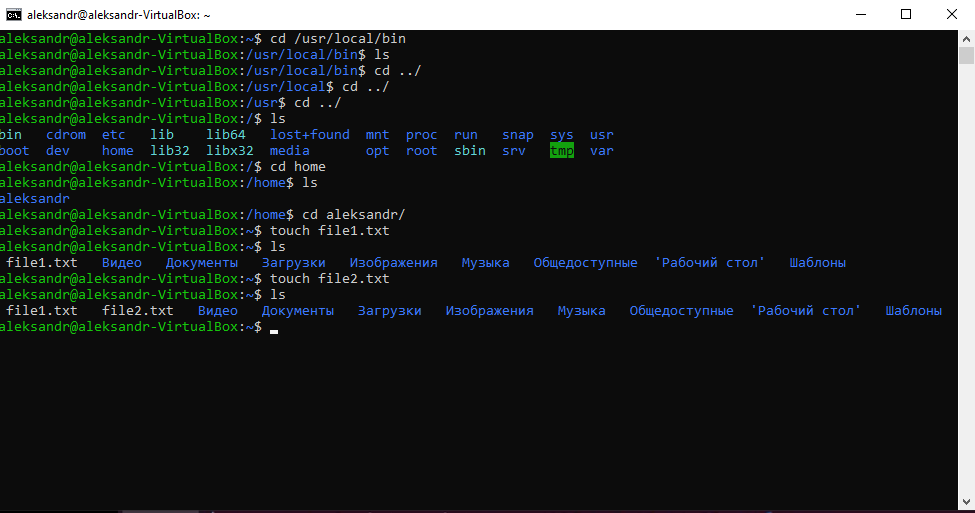 aleksandr@aleksandr-VirtualBox: ~
aleksandr@aleksandr-VirtualBox:~$ cd /usr/local/bin
aleksandr@aleksandr-VirtualBox:/usr/local/bin$ ls
aleksandr@aleksandr-VirtualBox:/usr/local/bin$ cd ../
aleksandr@aleksandr-VirtualBox:/usr/local$ cd ../
aleksandr@aleksandr-VirtualBox:/usr$ cd ../
aleksandr@aleksandr-VirtualBox:/$ ls
bin cdrom etc lib lib64 lost+found mnt proc run snap sys usr
boot dev home lib32 libx32 media opt root sbin srv tmp var
aleksandr@aleksandr-VirtualBox:/$ cd home
aleksandr@aleksandr-VirtualBox:/home$ ls
aleksandr
aleksandr@aleksandr-VirtualBox:/home$ cd aleksandr/
aleksandr@aleksandr-VirtualBox:~$ touch file1.txt
aleksandr@aleksandr-VirtualBox:~$ ls
file1.txt Видео Документы Загрузки Изображения Музыка Общедоступные 'Рабочий стол' Шаблоны
aleksandr@aleksandr-VirtualBox:~$ touch file2.txt
aleksandr@aleksandr-VirtualBox:~$ ls
file1.txt file2.txt Видео Документы Загрузки Изображения Музыка Общедоступные 'Рабочий стол' Шаблоны
aleksandr@aleksandr-VirtualBox:~$